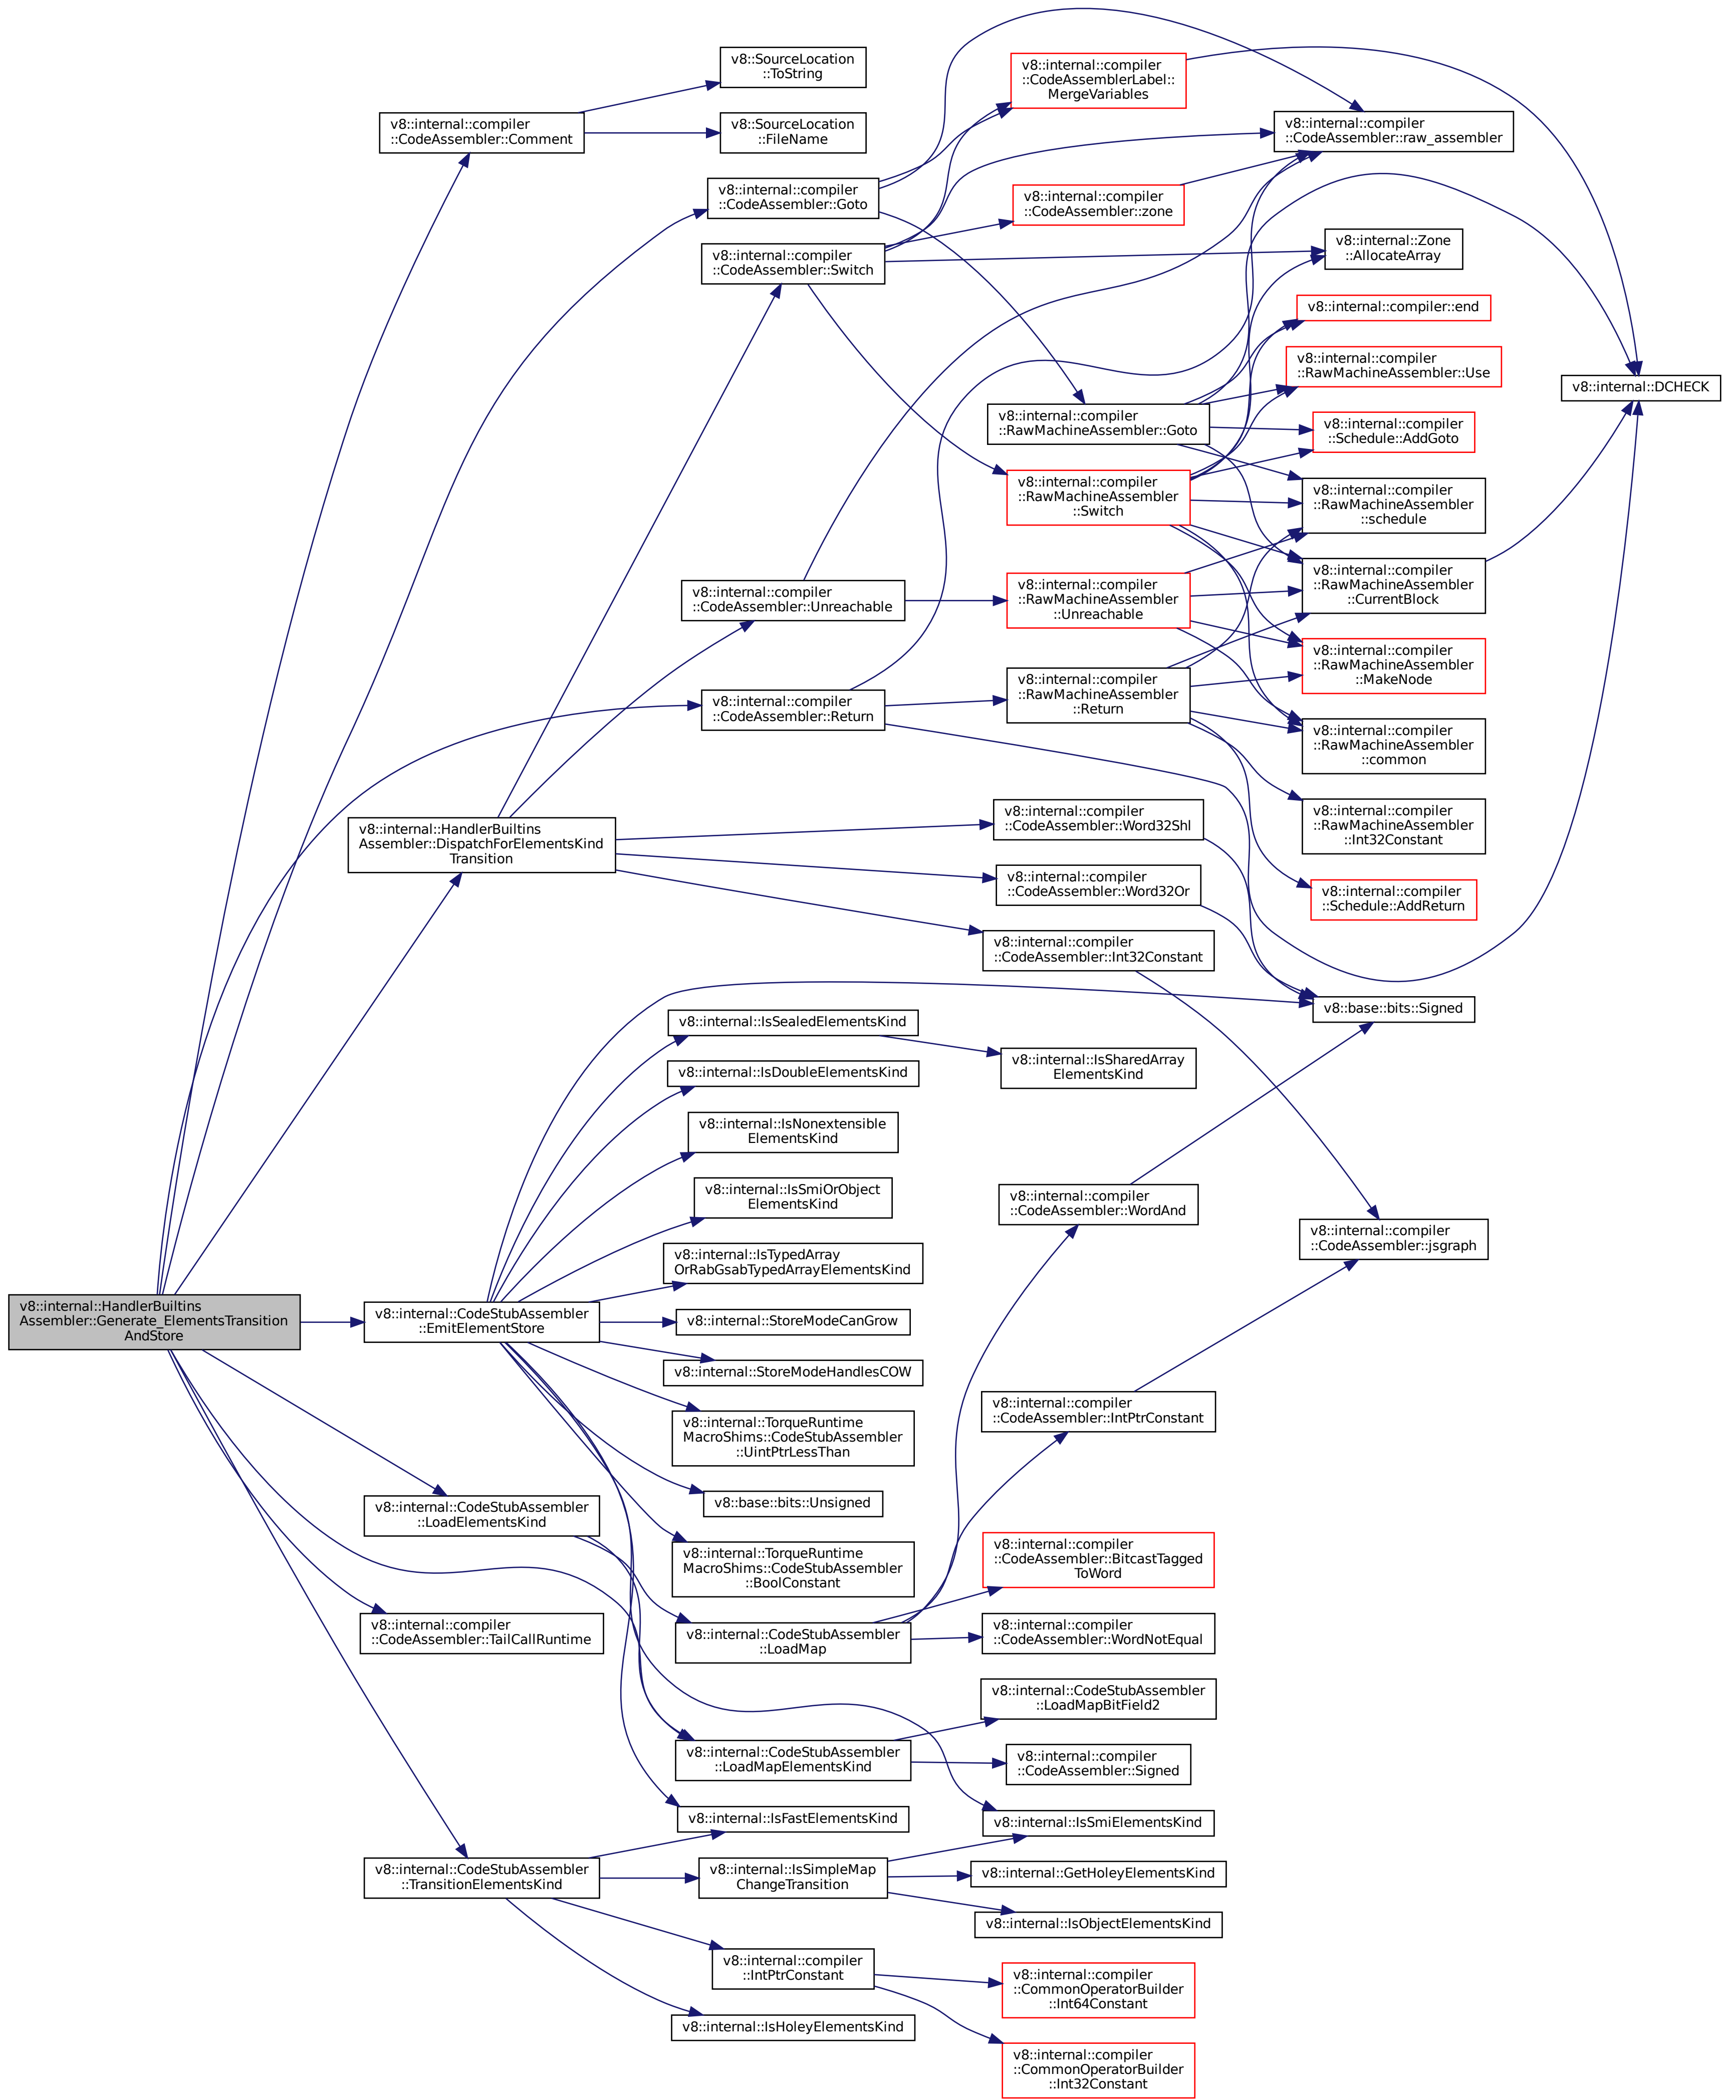 v8::internal::HandlerBuiltins
Assembler::Generate_ElementsTransition
AndStore
v8::internal::compiler
::CodeAssembler::Comment
v8::SourceLocation
::ToString
v8::SourceLocation
::FileName
v8::internal::compiler
::CodeAssembler::Goto
v8::internal::compiler
::CodeAssemblerLabel::
MergeVariables
v8::internal::compiler
::CodeAssembler::raw_assembler
v8::internal::compiler
::CodeAssembler::Switch
v8::internal::compiler
::CodeAssembler::zone
v8::internal::Zone
::AllocateArray
v8::internal::compiler::end
v8::internal::compiler
::RawMachineAssembler::Use
v8::internal::DCHECK
v8::internal::compiler
::RawMachineAssembler::Goto
v8::internal::compiler
::Schedule::AddGoto
v8::internal::compiler
::RawMachineAssembler
::Switch
v8::internal::compiler
::RawMachineAssembler
::schedule
v8::internal::compiler
::CodeAssembler::Unreachable
v8::internal::compiler
::RawMachineAssembler
::Unreachable
v8::internal::compiler
::RawMachineAssembler
::CurrentBlock
v8::internal::compiler
::RawMachineAssembler
::MakeNode
v8::internal::compiler
::CodeAssembler::Return
v8::internal::compiler
::RawMachineAssembler
::Return
v8::internal::compiler
::RawMachineAssembler
::common
v8::internal::compiler
::RawMachineAssembler
::Int32Constant
v8::internal::compiler
::Schedule::AddReturn
v8::internal::HandlerBuiltins
Assembler::DispatchForElementsKind
Transition
v8::internal::compiler
::CodeAssembler::Word32Shl
v8::internal::compiler
::CodeAssembler::Word32Or
v8::internal::compiler
::CodeAssembler::Int32Constant
v8::base::bits::Signed
v8::internal::IsSealedElementsKind
v8::internal::IsSharedArray
ElementsKind
v8::internal::IsDoubleElementsKind
v8::internal::IsNonextensible
ElementsKind
v8::internal::IsSmiOrObject
ElementsKind
v8::internal::compiler
::CodeAssembler::WordAnd
v8::internal::compiler
::CodeAssembler::jsgraph
v8::internal::IsTypedArray
OrRabGsabTypedArrayElementsKind
v8::internal::CodeStubAssembler
::EmitElementStore
v8::internal::StoreModeCanGrow
v8::internal::StoreModeHandlesCOW
v8::internal::compiler
::CodeAssembler::IntPtrConstant
v8::internal::TorqueRuntime
MacroShims::CodeStubAssembler
::UintPtrLessThan
v8::base::bits::Unsigned
v8::internal::CodeStubAssembler
::LoadElementsKind
v8::internal::TorqueRuntime
MacroShims::CodeStubAssembler
::BoolConstant
v8::internal::compiler
::CodeAssembler::BitcastTagged
ToWord
v8::internal::compiler
::CodeAssembler::TailCallRuntime
v8::internal::CodeStubAssembler
::LoadMap
v8::internal::compiler
::CodeAssembler::WordNotEqual
v8::internal::CodeStubAssembler
::LoadMapBitField2
v8::internal::CodeStubAssembler
::LoadMapElementsKind
v8::internal::compiler
::CodeAssembler::Signed
v8::internal::IsFastElementsKind
v8::internal::IsSmiElementsKind
v8::internal::CodeStubAssembler
::TransitionElementsKind
v8::internal::IsSimpleMap
ChangeTransition
v8::internal::GetHoleyElementsKind
v8::internal::IsObjectElementsKind
v8::internal::compiler
::IntPtrConstant
v8::internal::compiler
::CommonOperatorBuilder
::Int64Constant
v8::internal::IsHoleyElementsKind
v8::internal::compiler
::CommonOperatorBuilder
::Int32Constant